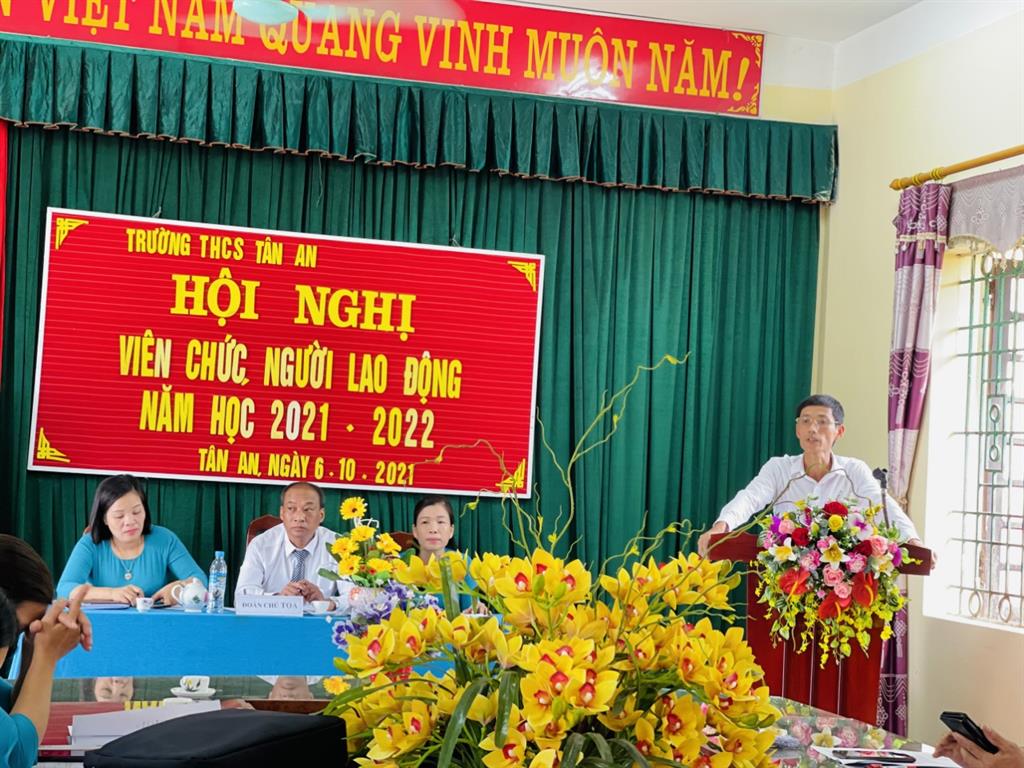 VIỆT NAM QUANG VINH MUÔN NĂM!
TRƯỜNG THCS TÂN AN
HỘI NGHỊ
VIÊN CHỨC, NGƯỜI LAO ĐỘNG
NĂM HỌC 2021 - 2022
TÂN AN, NGÀY 6.10.2021
ĐOÀN CHỦ TỌA